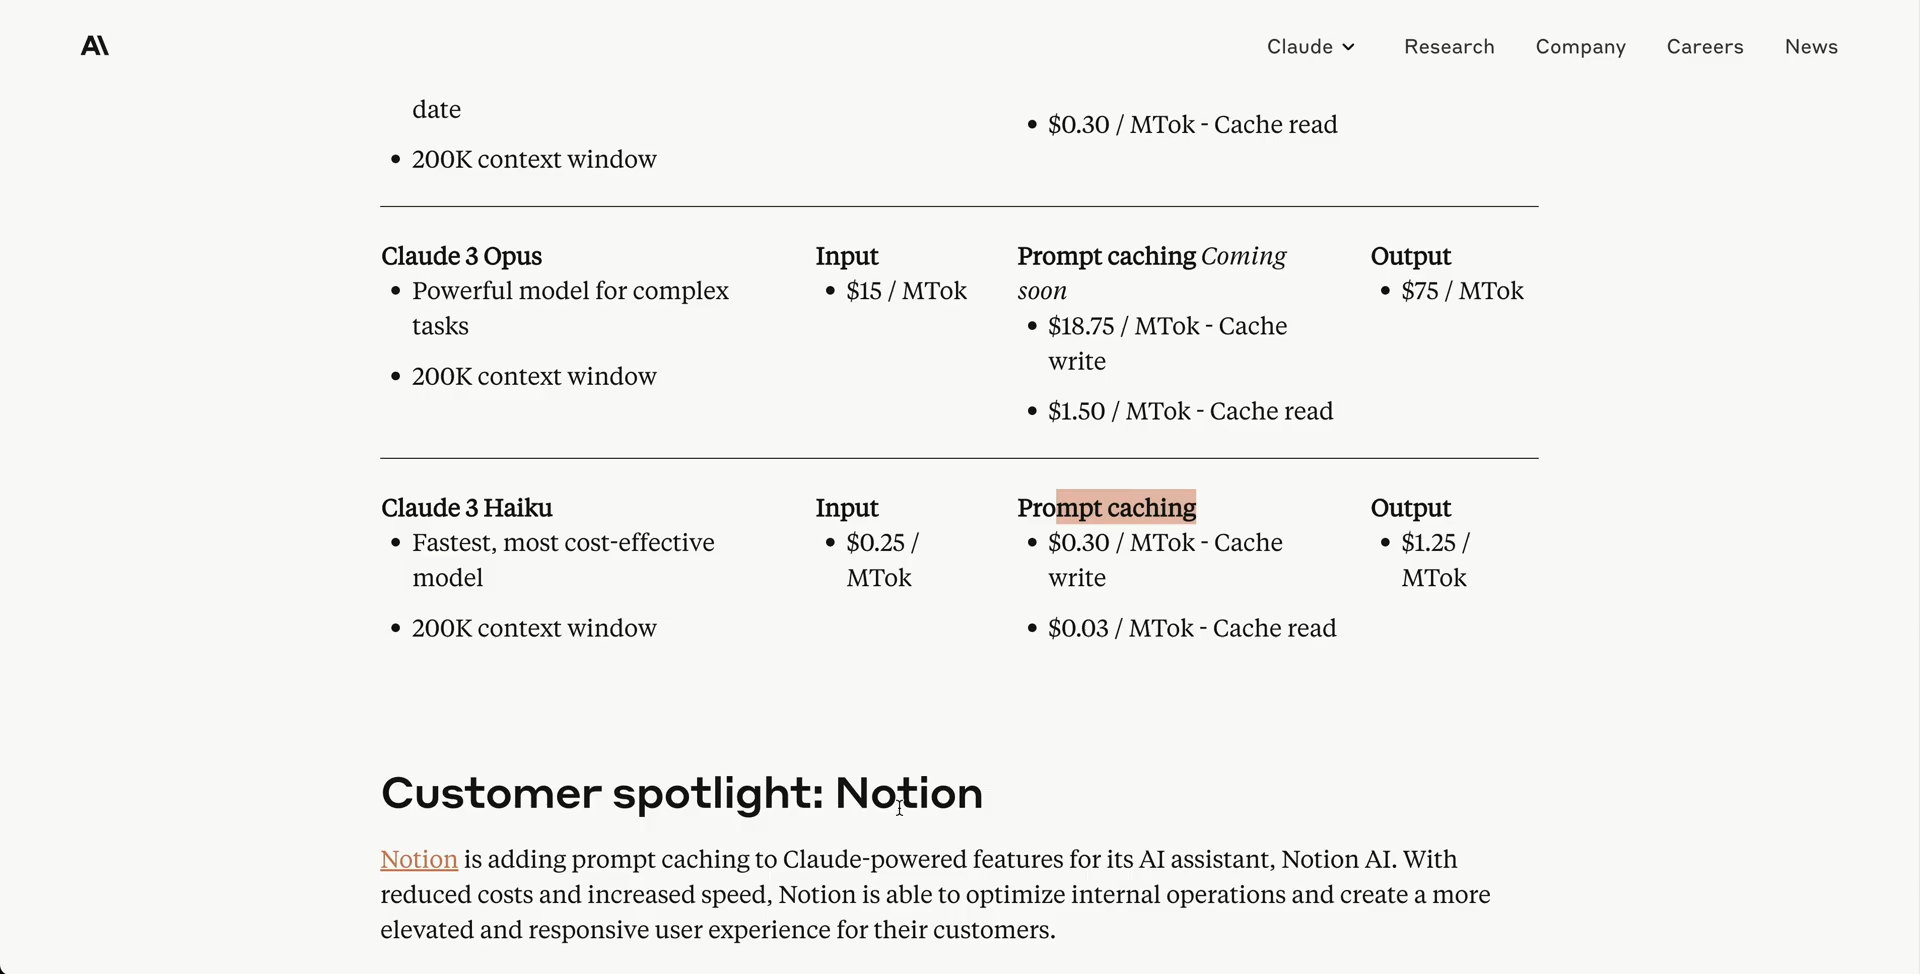 A\
Claude
Research
Company
Careers
News
date
• 200K context window
• $0.30 / MTok - Cache read
Claude 3 Opus
• Powerful model for complex
tasks
• 200K context window
Input
• $15 / MTok
Prompt caching Coming
soon
• $18.75 / MTok - Cache
write
• $1.50 / MTok - Cache read
Output
• $75 / MTok
Claude 3 Haiku
• Fastest, most cost-effective
model
• 200K context window
Input
• $0.25 /
MTok
Prompt caching
• $0.30 / MTok - Cache
write
• $0.03 / MTok - Cache read
Output
• $1.25 /
MTok
Customer spotlight: Notion
Notion is adding prompt caching to Claude-powered features for its AI assistant, Notion AI. With
reduced costs and increased speed, Notion is able to optimize internal operations and create a more
elevated and responsive user experience for their customers.